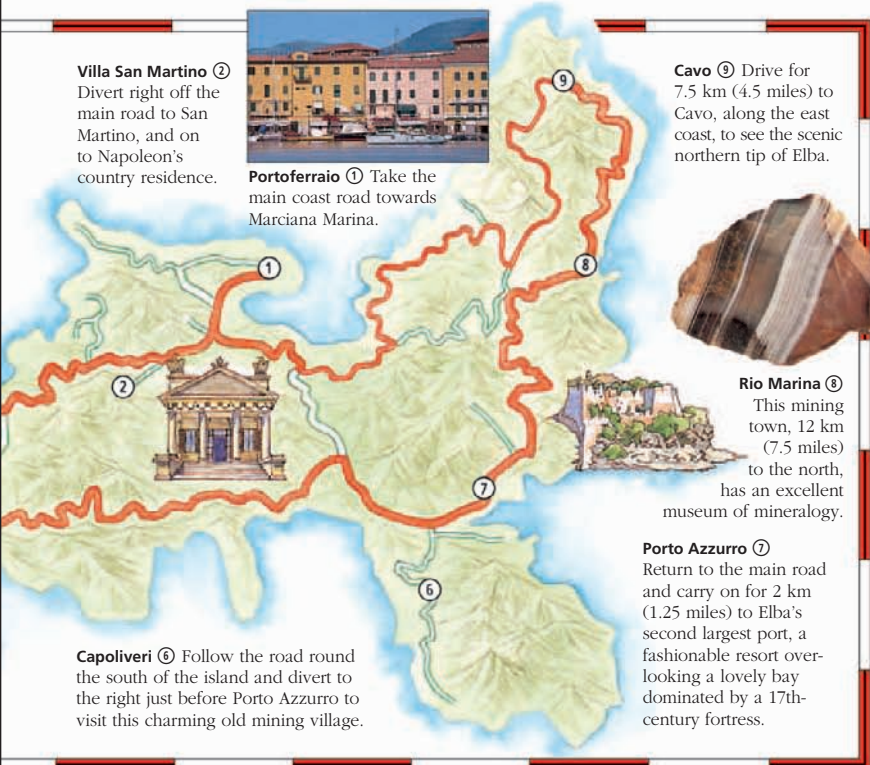 Portoferraio ① Take the
main coast road towards
Marciana Marina.
Villa San Martino ②
Divert right off the
main road to San
Martino, and on
to Napoleon's
country residence.
Capoliveri ⑥ Follow the road round
the south of the island and divert to
the right just before Porto Azzurro to
visit this charming old mining village.
Porto Azzurro ⑦
Return to the main road
and carry on for 2 km
(1.25 miles) to Elba's
second largest port, a
fashionable resort over-
looking a lovely bay
dominated by a 17th-
century fortress.
Rio Marina ⑧
This mining
town, 12 km
(7.5 miles)
to the north,
has an excellent
museum of mineralogy.
Cavo ⑨ Drive for
7.5 km (4.5 miles) to
Cavo, along the east
coast, to see the scenic
northern tip of Elba.
①
②
⑥
⑦
⑧
⑨